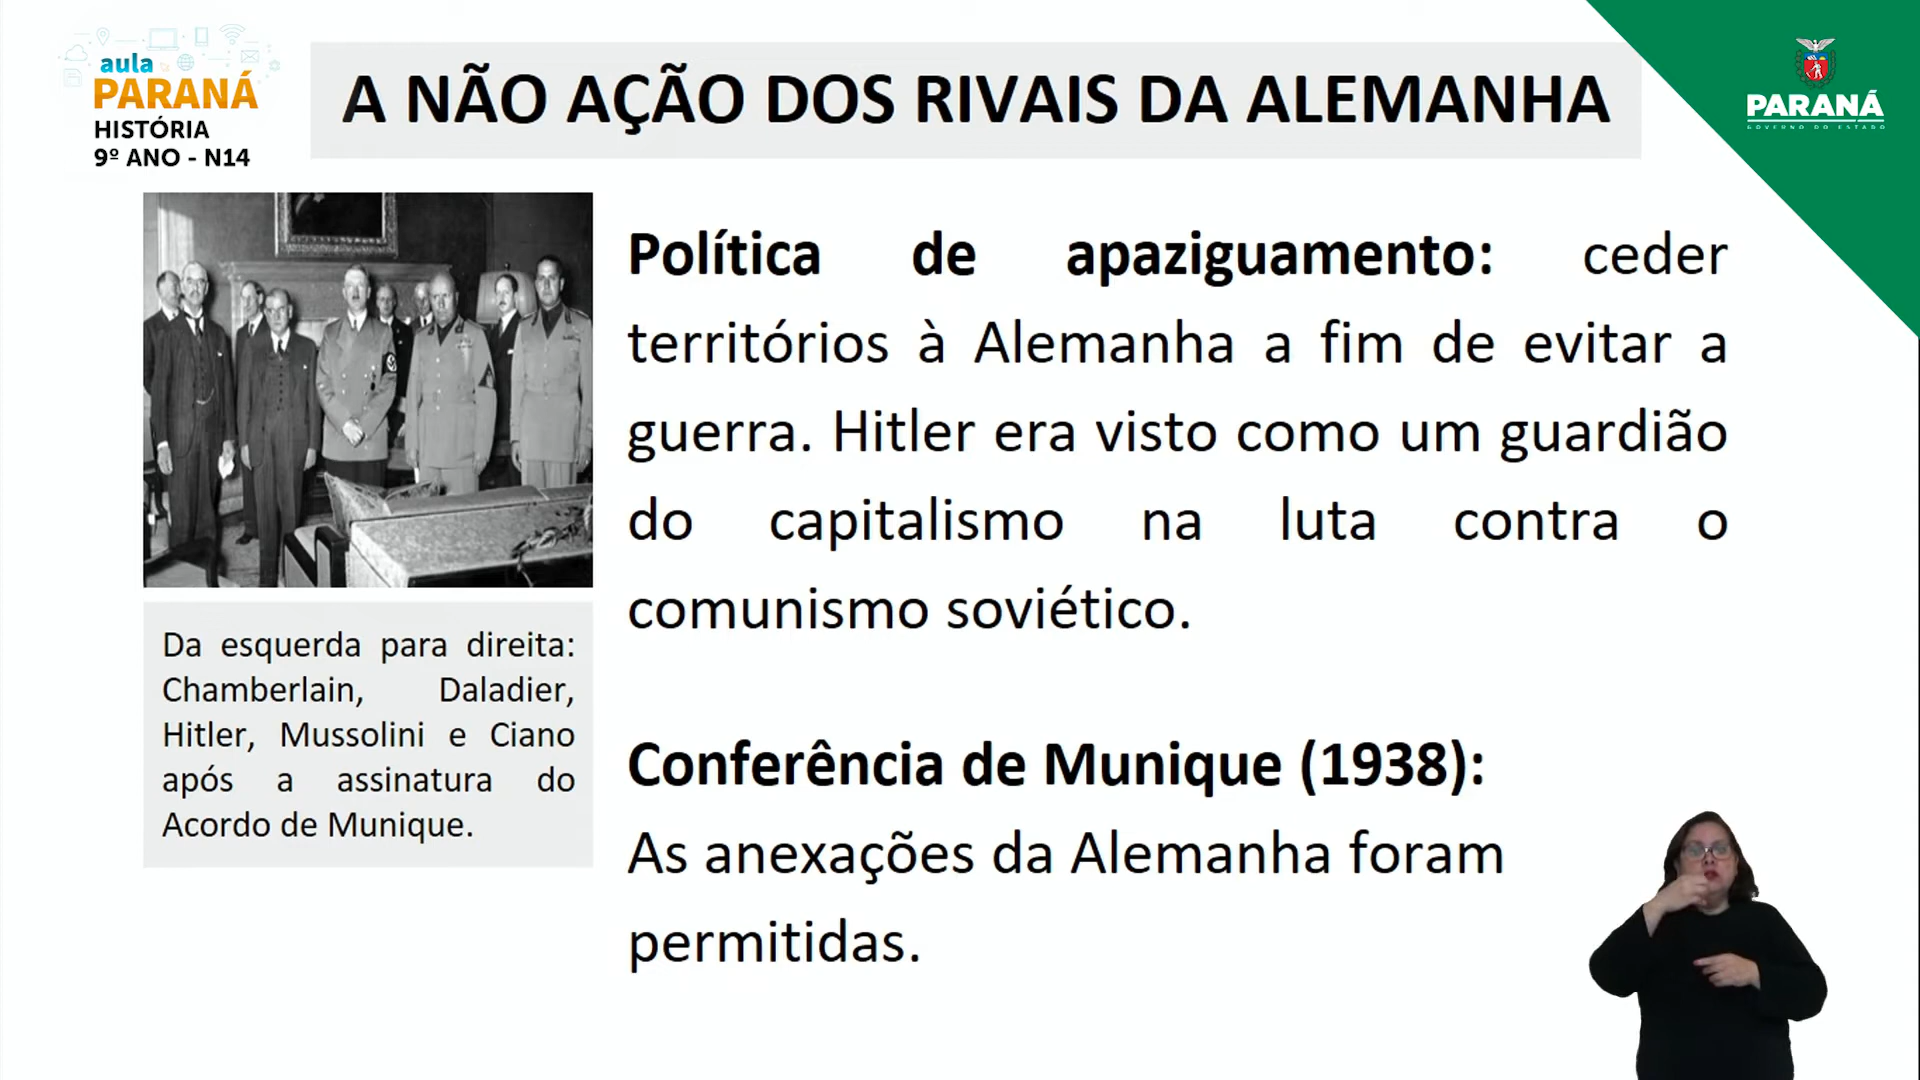 aula
PARANÁ
HISTÓRIA
9º ANO - N14
A NÃO AÇÃO DOS RIVAIS DA ALEMANHA
PARANÁ
GOVERNO DO ESTADO
Política de apaziguamento: ceder
territórios à Alemanha a fim de evitar a
guerra. Hitler era visto como um guardião
do capitalismo na luta contra o
comunismo soviético.
Da esquerda para direita:
Chamberlain, Daladier,
Hitler, Mussolini e Ciano
após a assinatura do
Acordo de Munique.
Conferência de Munique (1938):
As anexações da Alemanha foram
permitidas.